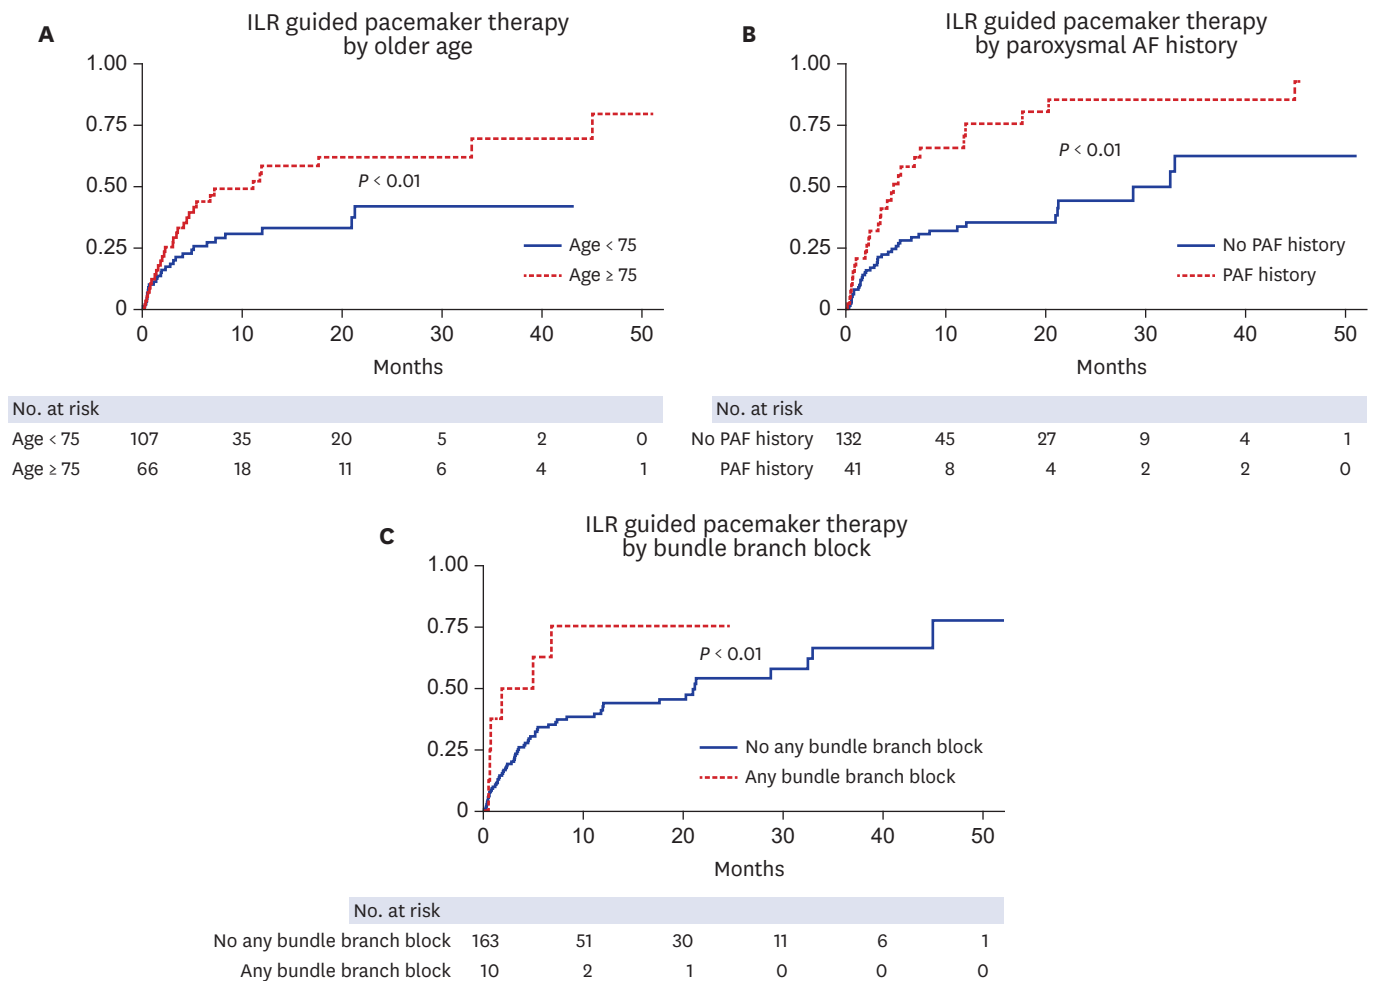 A
ILR guided pacemaker therapy
by older age
1.00
0.75
0.50
0.25
0
P < 0.01
Age < 75
Age ≥ 75
0 10 20 30 40 50
Months
No. at risk
Age < 75 107 35 20 5 2 0
Age ≥ 75 66 18 11 6 4 1
B
ILR guided pacemaker therapy
by paroxysmal AF history
1.00
0.75
0.50
0.25
0
P < 0.01
No PAF history
PAF history
0 10 20 30 40 50
Months
No. at risk
No PAF history 132 45 27 9 4 1
PAF history 41 8 4 2 2 0
C
ILR guided pacemaker therapy
by bundle branch block
1.00
0.75
0.50
0.25
0
P < 0.01
No any bundle branch block
Any bundle branch block
0 10 20 30 40 50
Months
No. at risk
No any bundle branch block 163 51 30 11 6 1
Any bundle branch block 10 2 1 0 0 0